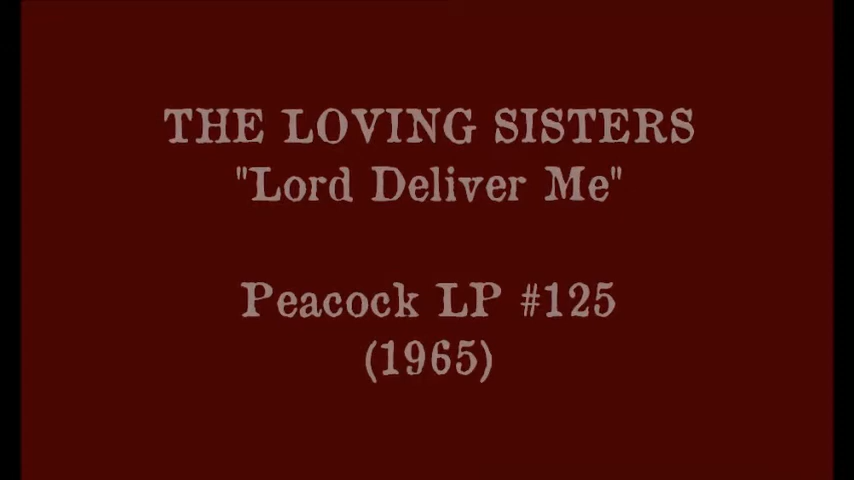 THE LOVING SISTERS
"Lord Deliver Me"
Peacock LP #125
(1965)